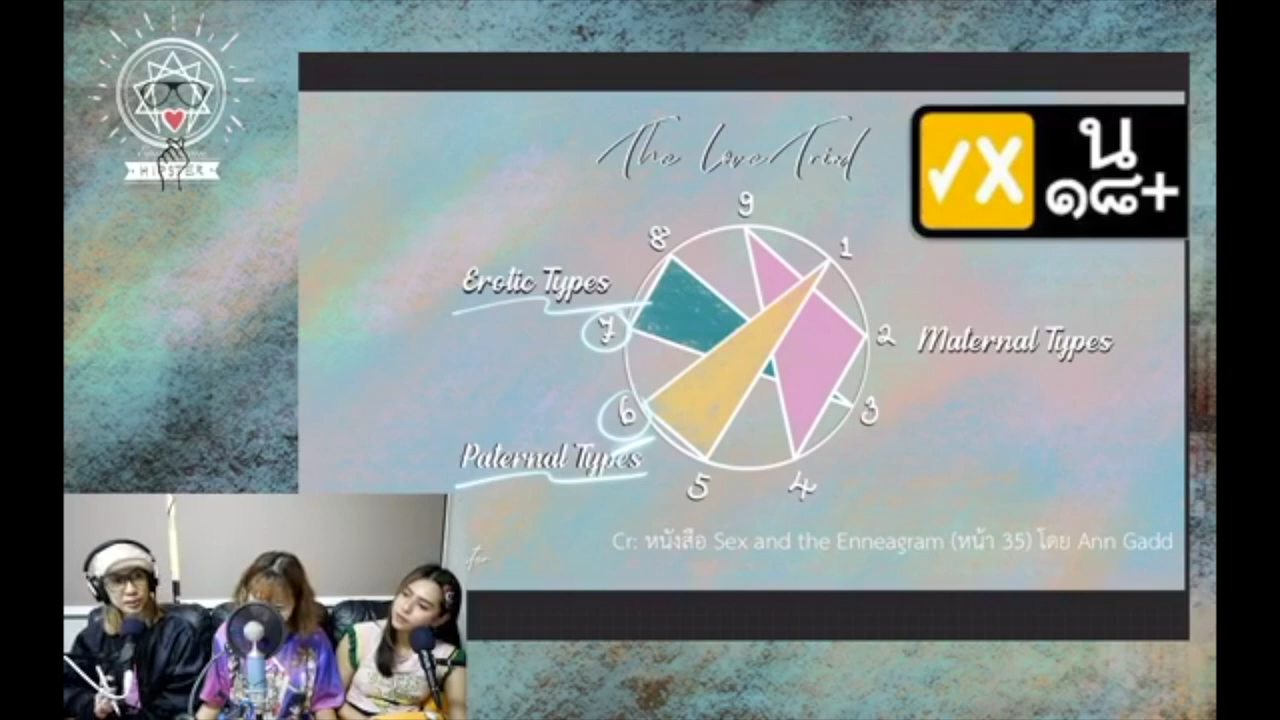 HIPSTER
The Love Triad
น
๑๘+
9
8
1
Erotic Types
7
2
Maternal Types
6
3
Paternal Types
5
4
Cr: หนังสือ Sex and the Enneagram (หน้า 35) โดย Ann Gadd
for